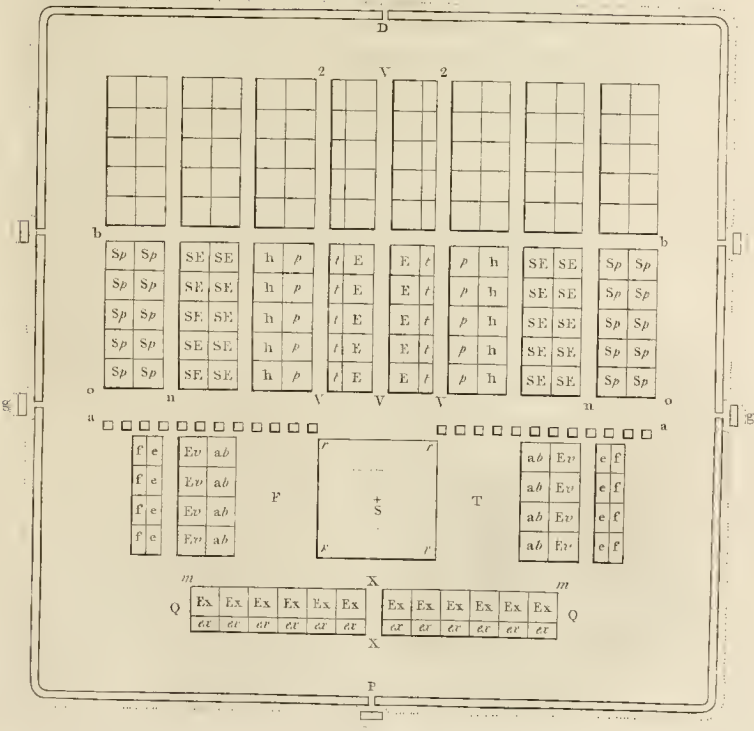 D
2 V 2
b b
Sp Sp SE SE h p t E E t p h SE SE Sp Sp
Sp Sp SE SE h p t E E t p h SE SE Sp Sp
Sp Sp SE SE h p t E E t p h SE SE Sp Sp
Sp Sp SE SE h p t E E t p h SE SE Sp Sp
Sp Sp SE SE h p t E E t p h SE SE Sp Sp
o n V V V n o
a a
f e Ev ab r r ab Ev e f
f e Ev ab ab Ev e f
F S T
f e Ev ab ab Ev e f
f e Ev ab r r ab Ev e f
m X m
Q Ex Ex Ex Ex Ex Ex Ex Ex Ex Ex Ex Ex Q
ex ex ex ex ex ex ex ex ex ex ex ex
X
P